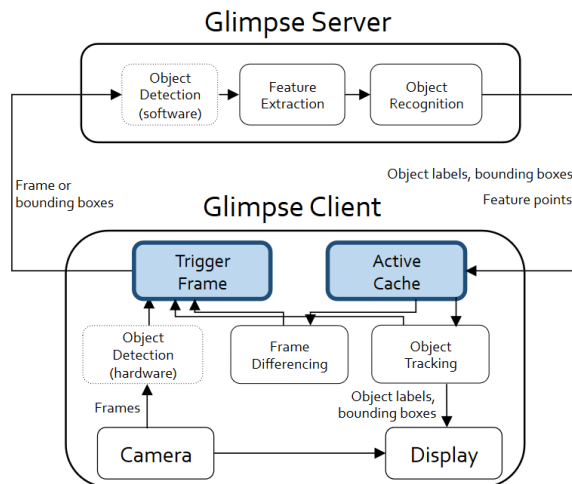 Glimpse Server
Object
Detection
(software)
Feature
Extraction
Object
Recognition
Frame or
bounding boxes
Object labels, bounding boxes
Feature points
Glimpse Client
Trigger
Frame
Active
Cache
Object
Detection
(hardware)
Frame
Differencing
Object
Tracking
Frames
Object labels,
bounding boxes
Camera
Display